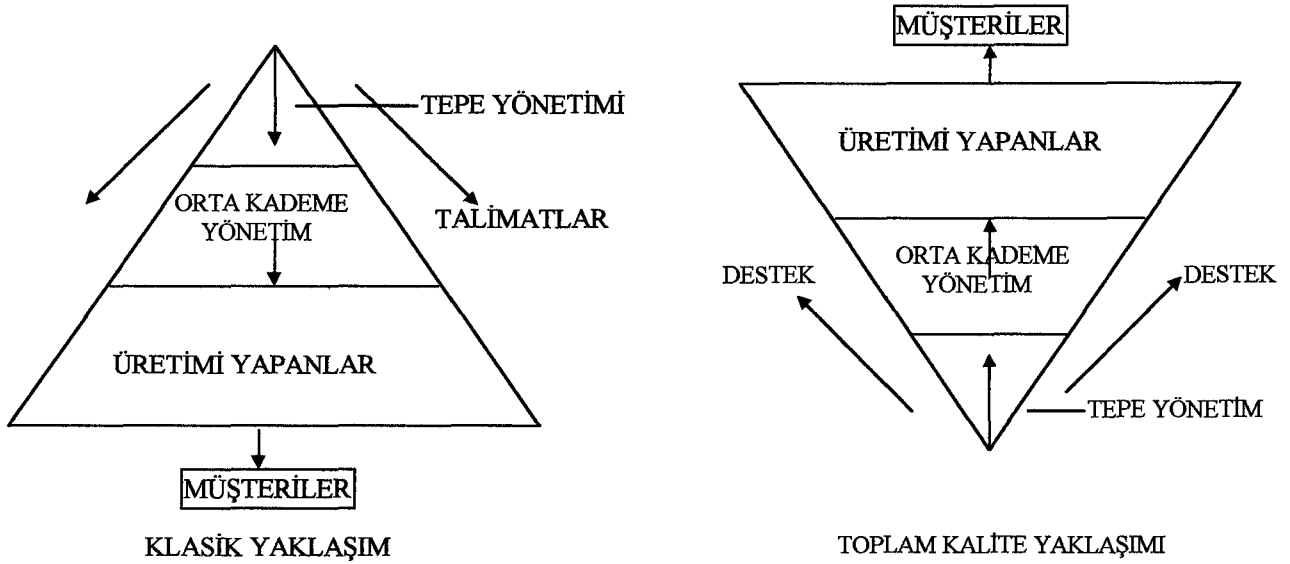 TEPE YÖNETİMİ
ORTA KADEME
YÖNETİM
TALİMATLAR
ÜRETİMİ YAPANLAR
MÜŞTERİLER
KLASİK YAKLAŞIM
MÜŞTERİLER
ÜRETİMİ YAPANLAR
ORTA KADEME
YÖNETİM
DESTEK
DESTEK
TEPE YÖNETİM
TOPLAM KALİTE YAKLAŞIMI